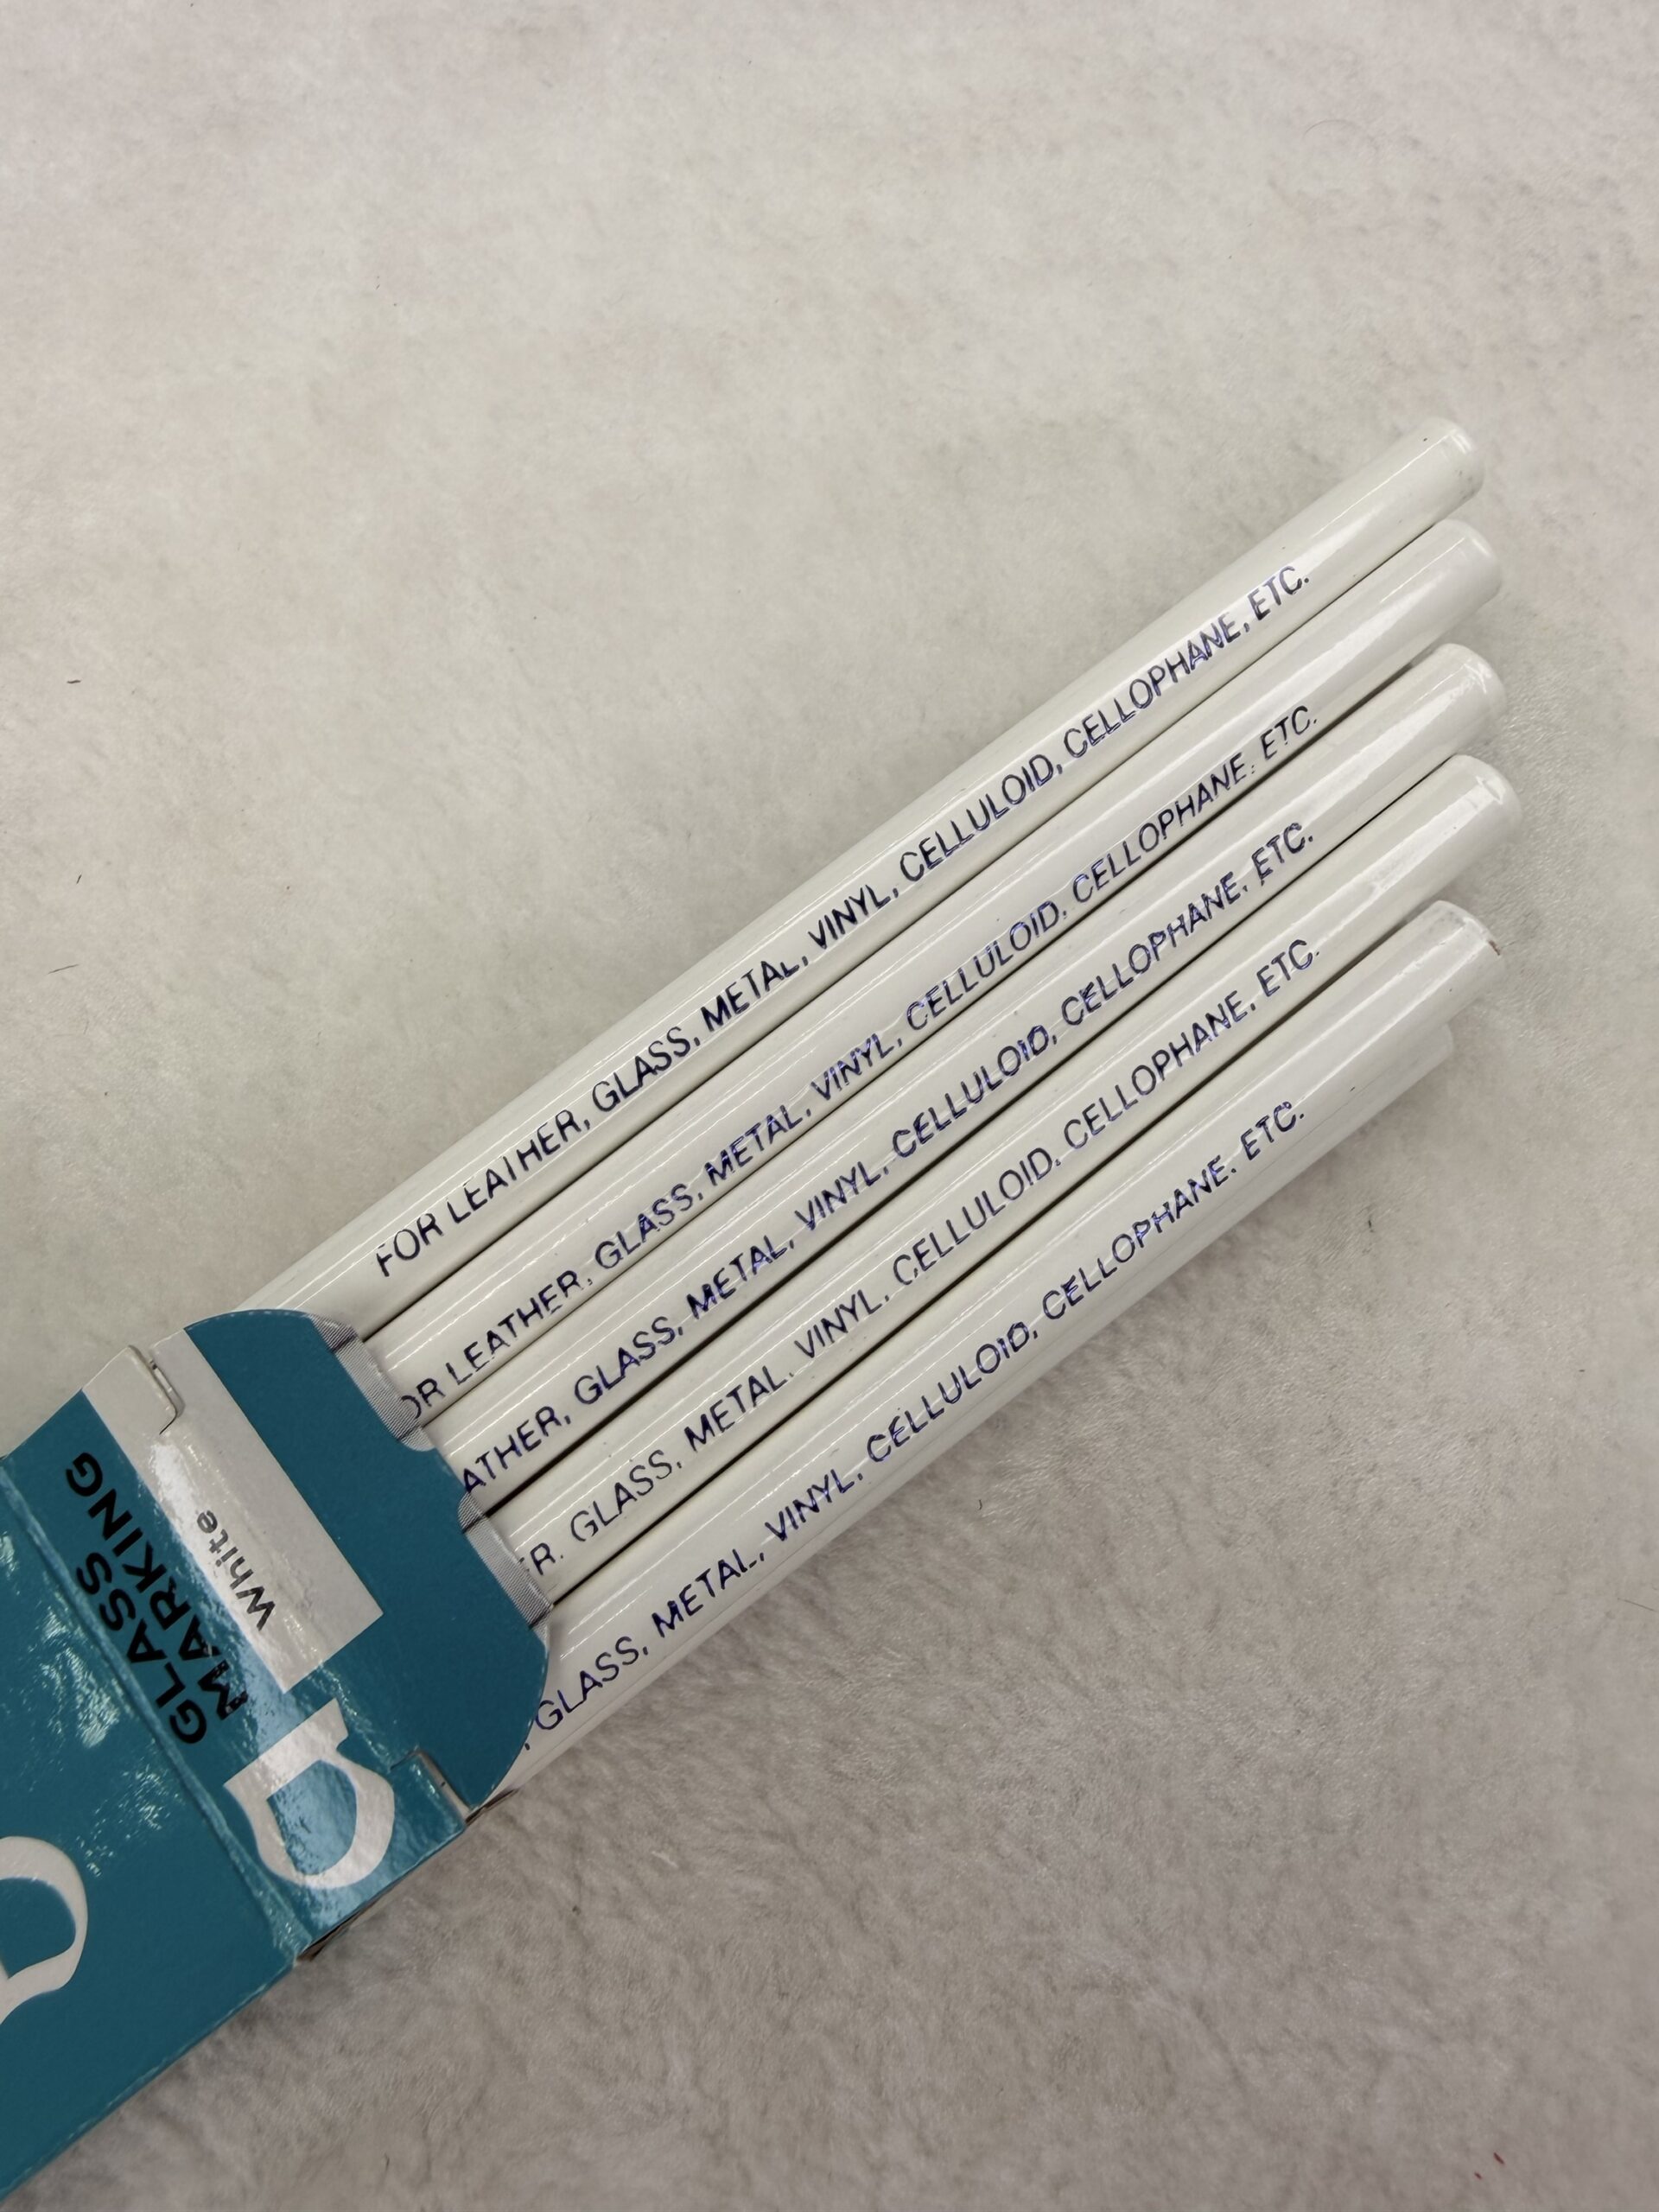 FOR LEATHER, GLASS, METAL, VINYL, CELLULOID, CELLOPHANE, ETC.
OR LEATHER, GLASS, METAL, VINYL, CELLULOID, CELLOPHANE, ETC.
ATHER, GLASS, METAL, VINYL, CELLULOID, CELLOPHANE, ETC.
ER, GLASS, METAL, VINYL, CELLULOID, CELLOPHANE, ETC.
, GLASS, METAL, VINYL, CELLULOID, CELLOPHANE, ETC.
GLASS
MARKING
White